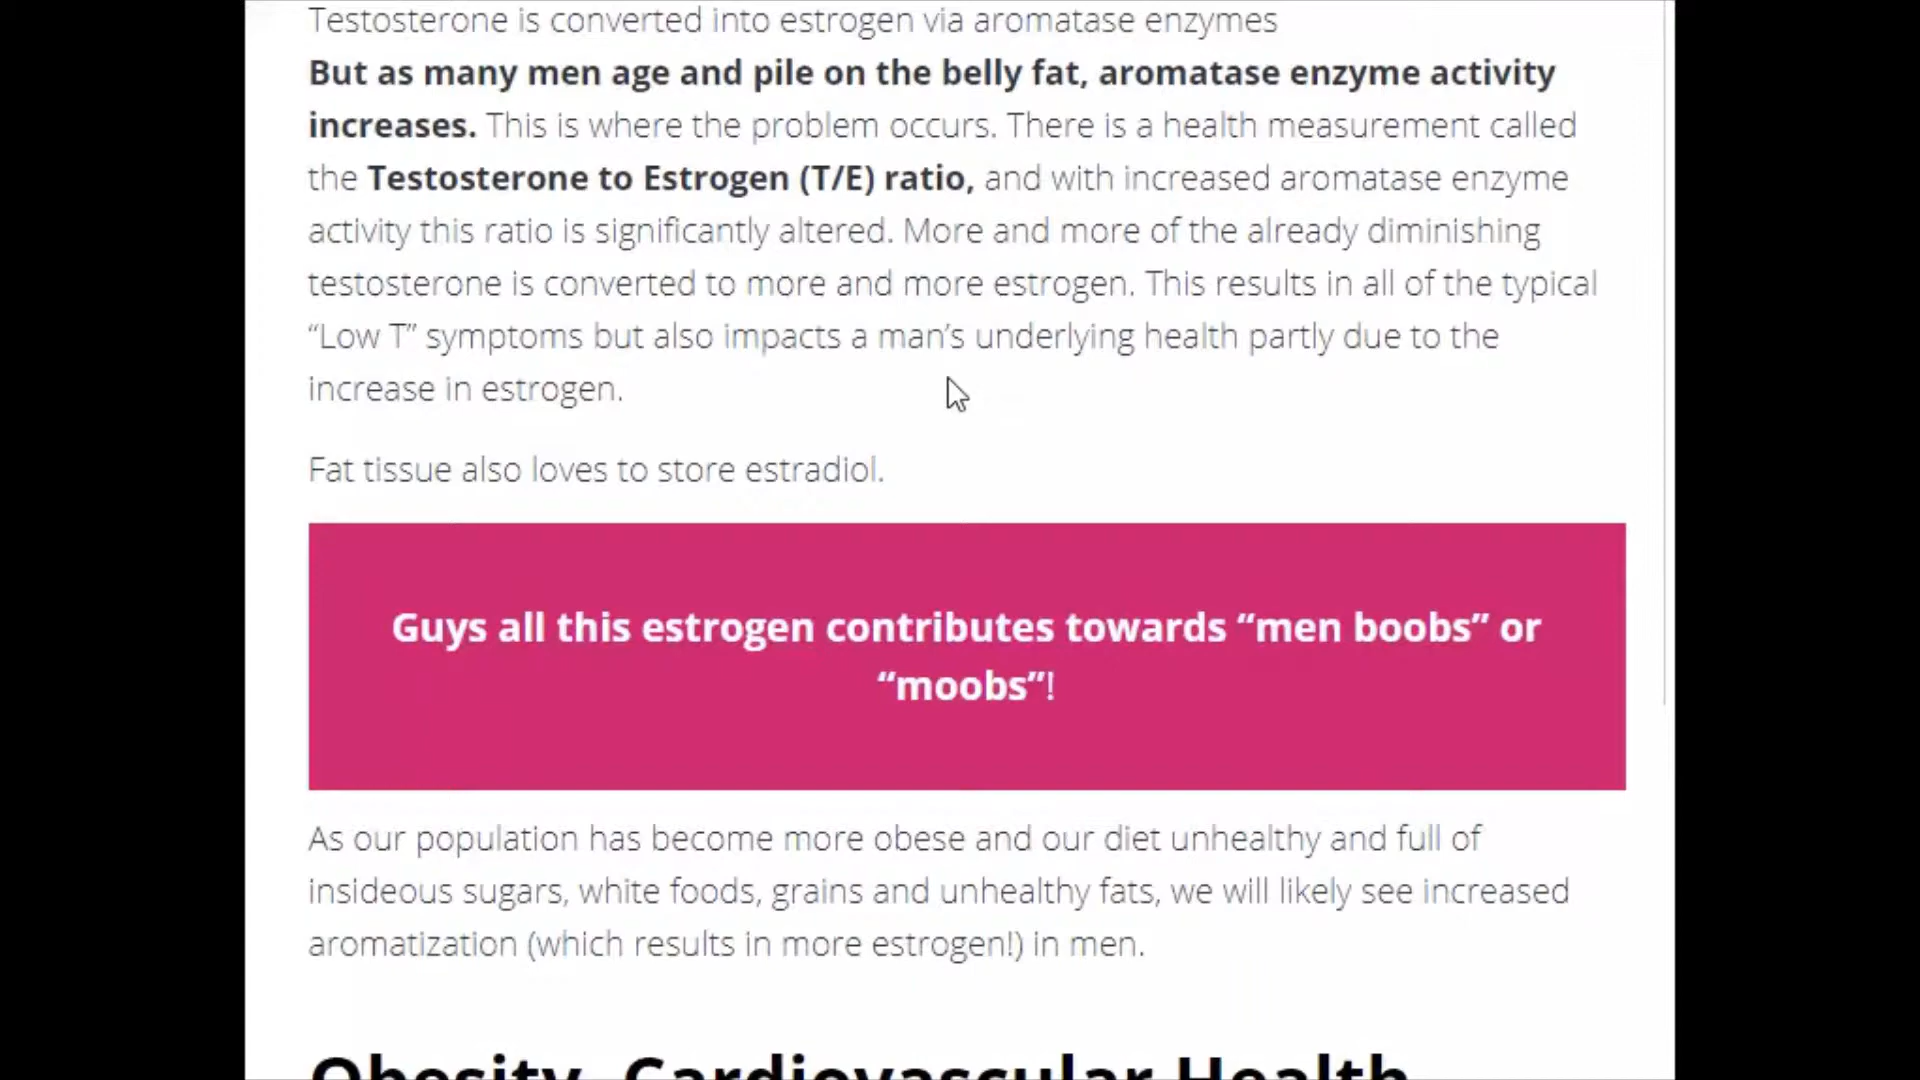 Testosterone is converted into estrogen via aromatase enzymes
But as many men age and pile on the belly fat, aromatase enzyme activity
increases. This is where the problem occurs. There is a health measurement called
the Testosterone to Estrogen (T/E) ratio, and with increased aromatase enzyme
activity this ratio is significantly altered. More and more of the already diminishing
testosterone is converted to more and more estrogen. This results in all of the typical
“Low T” symptoms but also impacts a man’s underlying health partly due to the
increase in estrogen.
Fat tissue also loves to store estradiol.
Guys all this estrogen contributes towards “men boobs” or
“moobs”!
As our population has become more obese and our diet unhealthy and full of
insideous sugars, white foods, grains and unhealthy fats, we will likely see increased
aromatization (which results in more estrogen!) in men.
Obesity, Cardiovascular Health